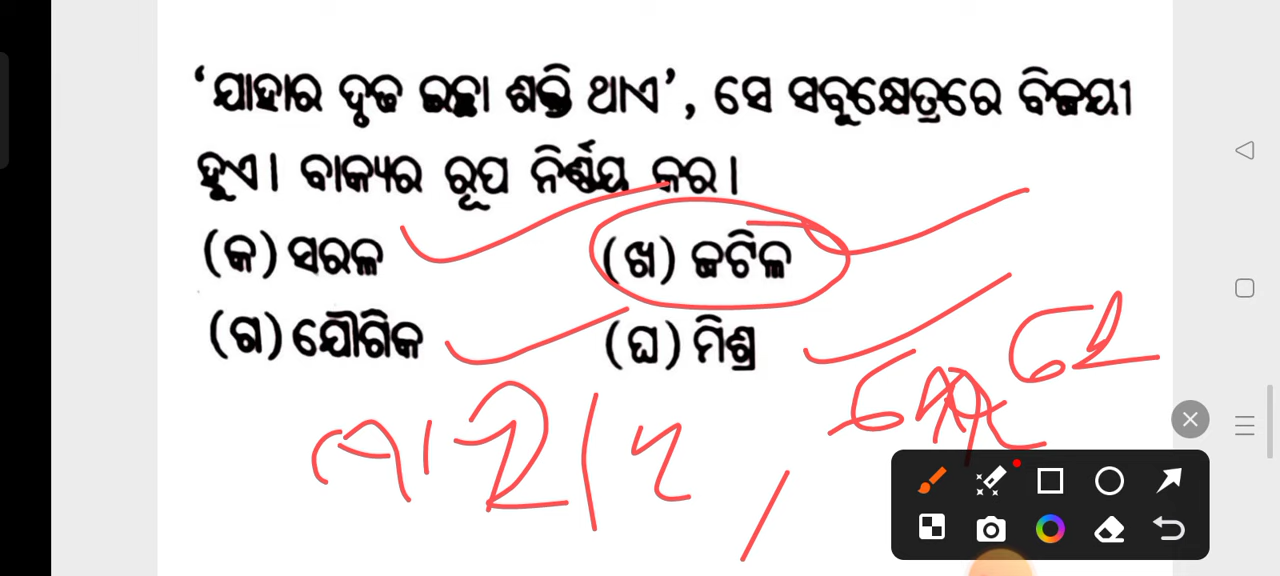 ‘ଯାହାର ଦୃଢ ଇଚ୍ଛା ଶକ୍ତି ଥାଏ’, ସେ ସବୁକ୍ଷେତ୍ରରେ ବିଜୟୀ
ହୁଏ। ବାକ୍ୟର ରୂପ ନିର୍ଣ୍ଣୟ କର।
(କ) ସରଳ (ଖ) ଜଟିଳ
(ଗ) ଯୌଗିକ (ଘ) ମିଶ୍ର